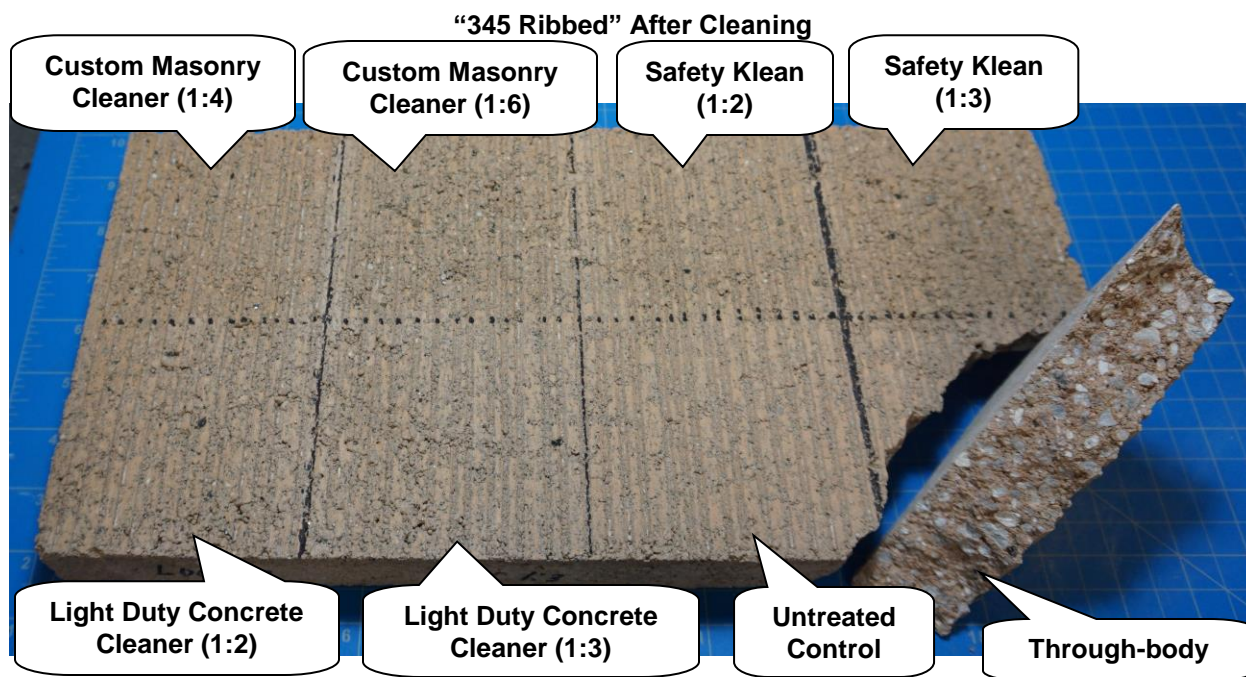 “345 Ribbed” After Cleaning
Custom Masonry
Cleaner (1:4)
Custom Masonry
Cleaner (1:6)
Safety Klean
(1:2)
Safety Klean
(1:3)
Light Duty Concrete
Cleaner (1:2)
Light Duty Concrete
Cleaner (1:3)
Untreated
Control
Through-body